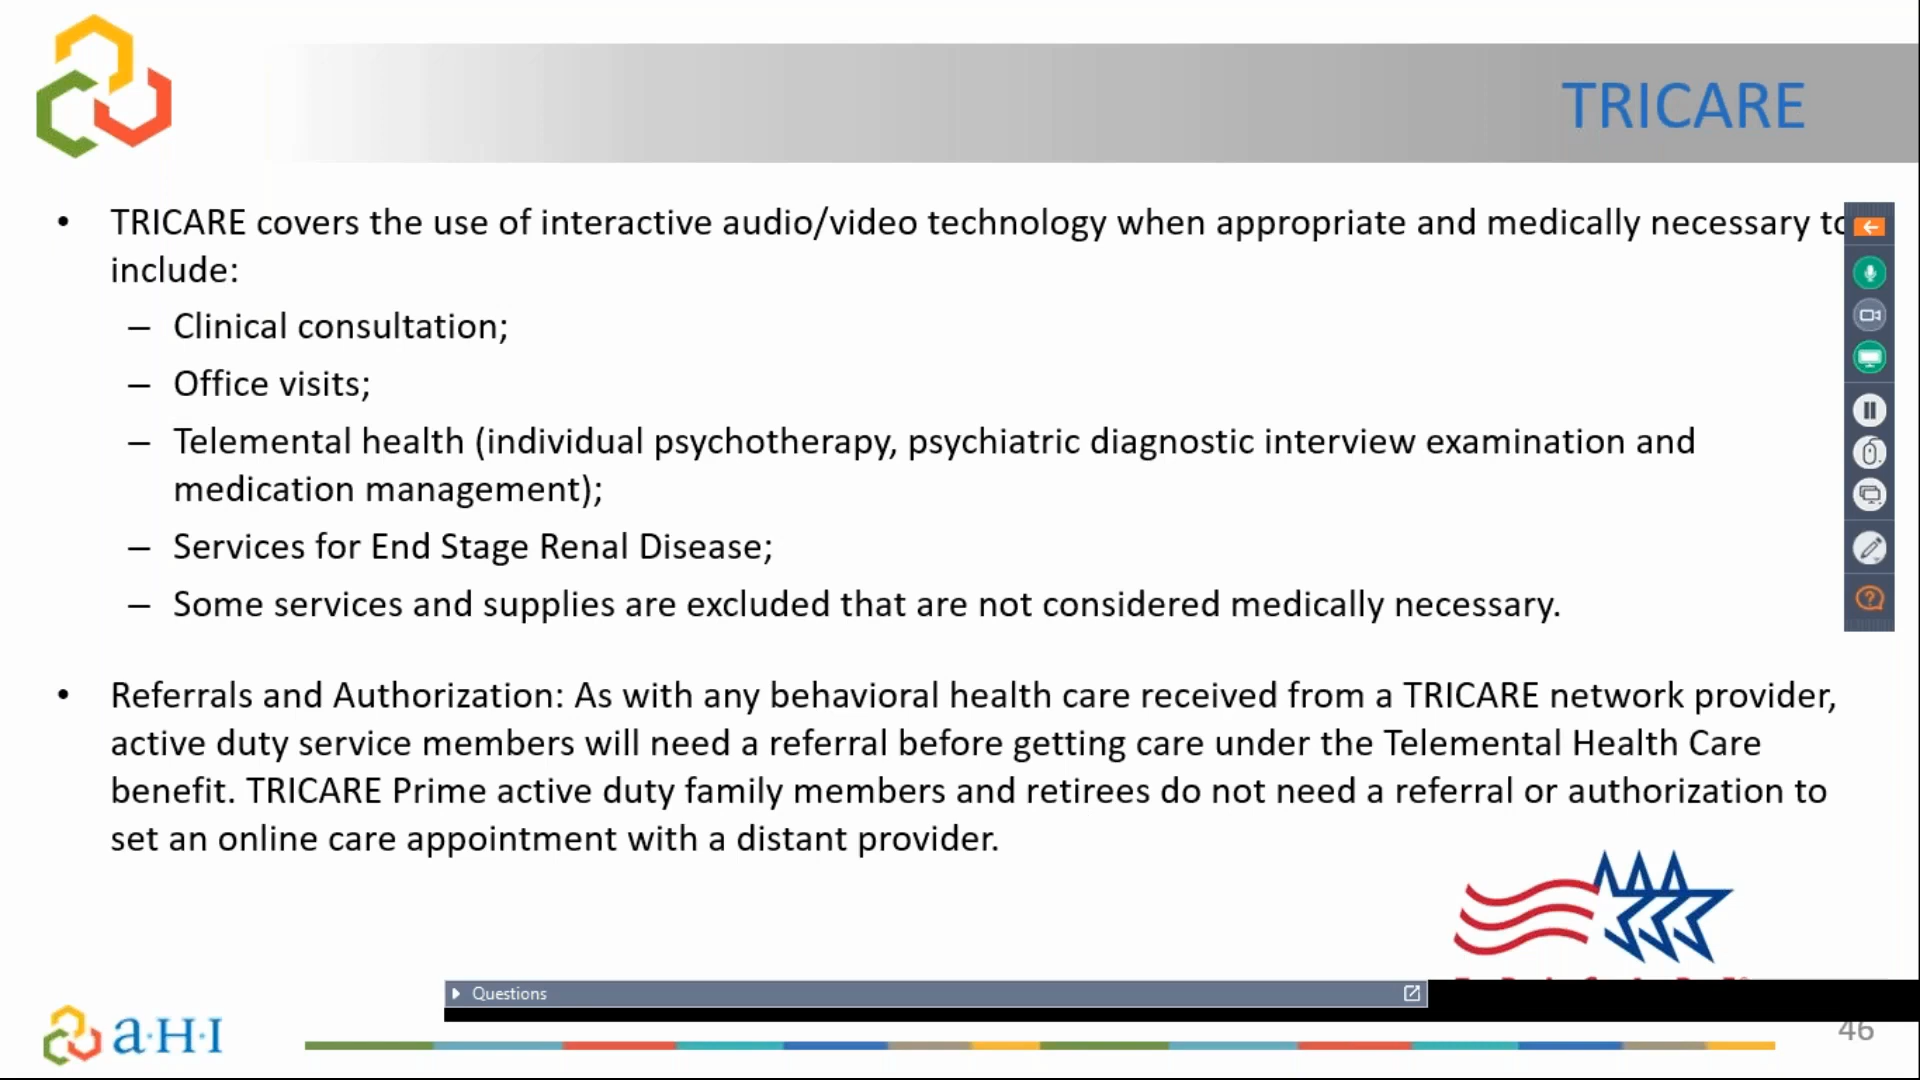 TRICARE
• TRICARE covers the use of interactive audio/video technology when appropriate and medically necessary to
include:
– Clinical consultation;
– Office visits;
– Telemental health (individual psychotherapy, psychiatric diagnostic interview examination and
medication management);
– Services for End Stage Renal Disease;
– Some services and supplies are excluded that are not considered medically necessary.
• Referrals and Authorization: As with any behavioral health care received from a TRICARE network provider,
active duty service members will need a referral before getting care under the Telemental Health Care
benefit. TRICARE Prime active duty family members and retirees do not need a referral or authorization to
set an online care appointment with a distant provider.
Questions
a·H·I
46